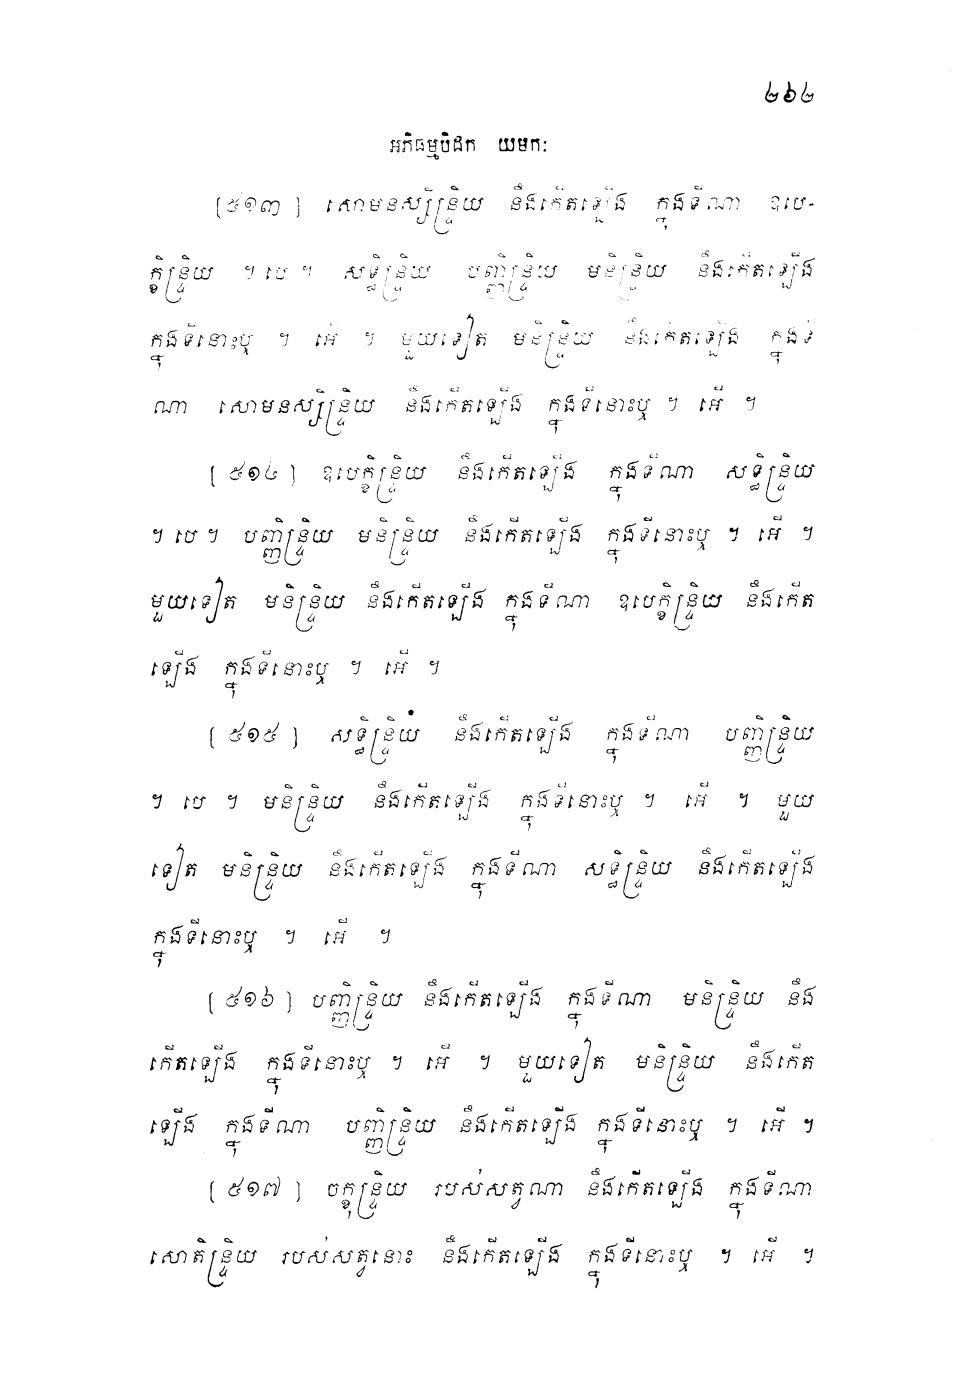 ២៦២
អភិធម្មបិដក យមកៈ
[៥១៣] សោមនស្សិន្ទ្រិយ នឹងកើតឡើង ក្នុងទីណា ឧបេ-
ក្ខិន្ទ្រិយ ។ បេ ។ សទ្ធិន្ទ្រិយ បញ្ញិន្ទ្រិយ មនិន្ទ្រិយ នឹងកើតឡើង
ក្នុងទីនោះឬ ។ អើ ។ មួយទៀត មនិន្ទ្រិយ នឹងកើតឡើង ក្នុងទី
ណា សោមនស្សិន្ទ្រិយ នឹងកើតឡើង ក្នុងទីនោះឬ ។ អើ ។
[៥១៤] ឧបេក្ខិន្ទ្រិយ នឹងកើតឡើង ក្នុងទីណា សទ្ធិន្ទ្រិយ
។ បេ ។ បញ្ញិន្ទ្រិយ មនិន្ទ្រិយ នឹងកើតឡើង ក្នុងទីនោះឬ ។ អើ ។
មួយទៀត មនិន្ទ្រិយ នឹងកើតឡើង ក្នុងទីណា ឧបេក្ខិន្ទ្រិយ នឹងកើត
ឡើង ក្នុងទីនោះឬ ។ អើ ។
[៥១៥] សទ្ធិន្ទ្រិយ នឹងកើតឡើង ក្នុងទីណា បញ្ញិន្ទ្រិយ
។ បេ ។ មនិន្ទ្រិយ នឹងកើតឡើង ក្នុងទីនោះឬ ។ អើ ។ មួយ
ទៀត មនិន្ទ្រិយ នឹងកើតឡើង ក្នុងទីណា សទ្ធិន្ទ្រិយ នឹងកើតឡើង
ក្នុងទីនោះឬ ។ អើ ។
[៥១៦] បញ្ញិន្ទ្រិយ នឹងកើតឡើង ក្នុងទីណា មនិន្ទ្រិយ នឹង
កើតឡើង ក្នុងទីនោះឬ ។ អើ ។ មួយទៀត មនិន្ទ្រិយ នឹងកើត
ឡើង ក្នុងទីណា បញ្ញិន្ទ្រិយ នឹងកើតឡើង ក្នុងទីនោះឬ ។ អើ ។
[៥១៧] ចក្ខុន្ទ្រិយ របស់សត្វណា នឹងកើតឡើង ក្នុងទីណា
សោតិន្ទ្រិយ របស់សត្វនោះ នឹងកើតឡើង ក្នុងទីនោះឬ ។ អើ ។